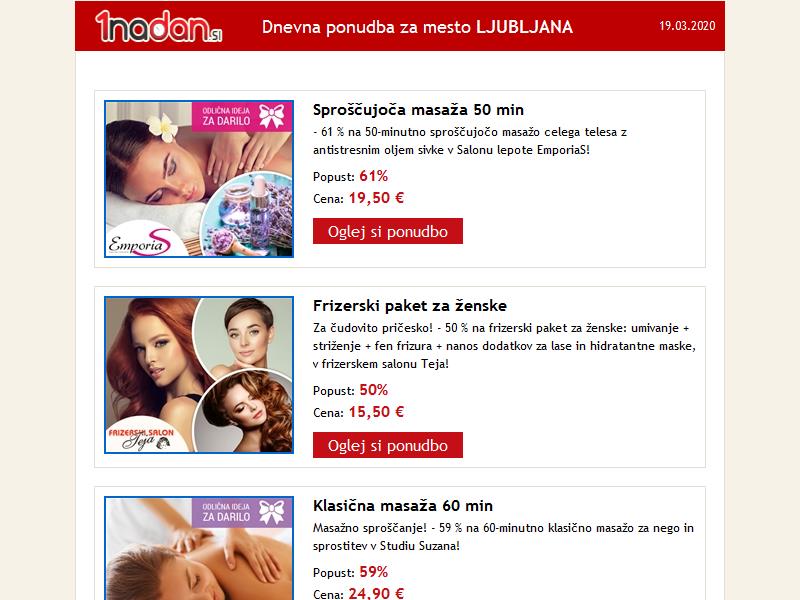 1nadan.si
Dnevna ponudba za mesto LJUBLJANA
19.03.2020
ODLIČNA IDEJA
ZA DARILO
EmporiaS
Sproščujoča masaža 50 min
- 61 % na 50-minutno sproščujočo masažo celega telesa z
antistresnim oljem sivke v Salonu lepote EmporiaS!
Popust: 61%
Cena: 19,50 €
Oglej si ponudbo
FRIZERSKI SALON
Teja
Frizerski paket za ženske
Za čudovito pričesko! - 50 % na frizerski paket za ženske: umivanje +
striženje + fen frizura + nanos dodatkov za lase in hidratantne maske,
v frizerskem salonu Teja!
Popust: 50%
Cena: 15,50 €
Oglej si ponudbo
ODLIČNA IDEJA
ZA DARILO
Klasična masaža 60 min
Masažno sproščanje! - 59 % na 60-minutno klasično masažo za nego in
sprostitev v Studiu Suzana!
Popust: 59%
Cena: 24,90 €